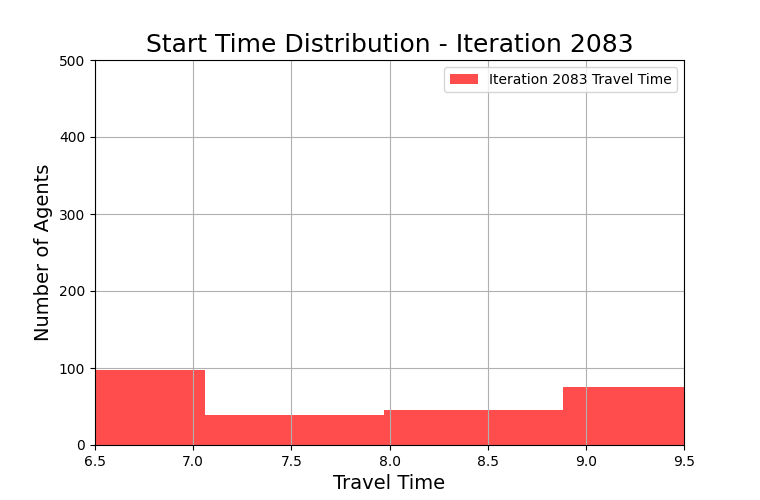 Start Time Distribution - Iteration 2083
Iteration 2083 Travel Time
Number of Agents
500
400
300
200
100
0
6.5 7.0 7.5 8.0 8.5 9.0 9.5
Travel Time